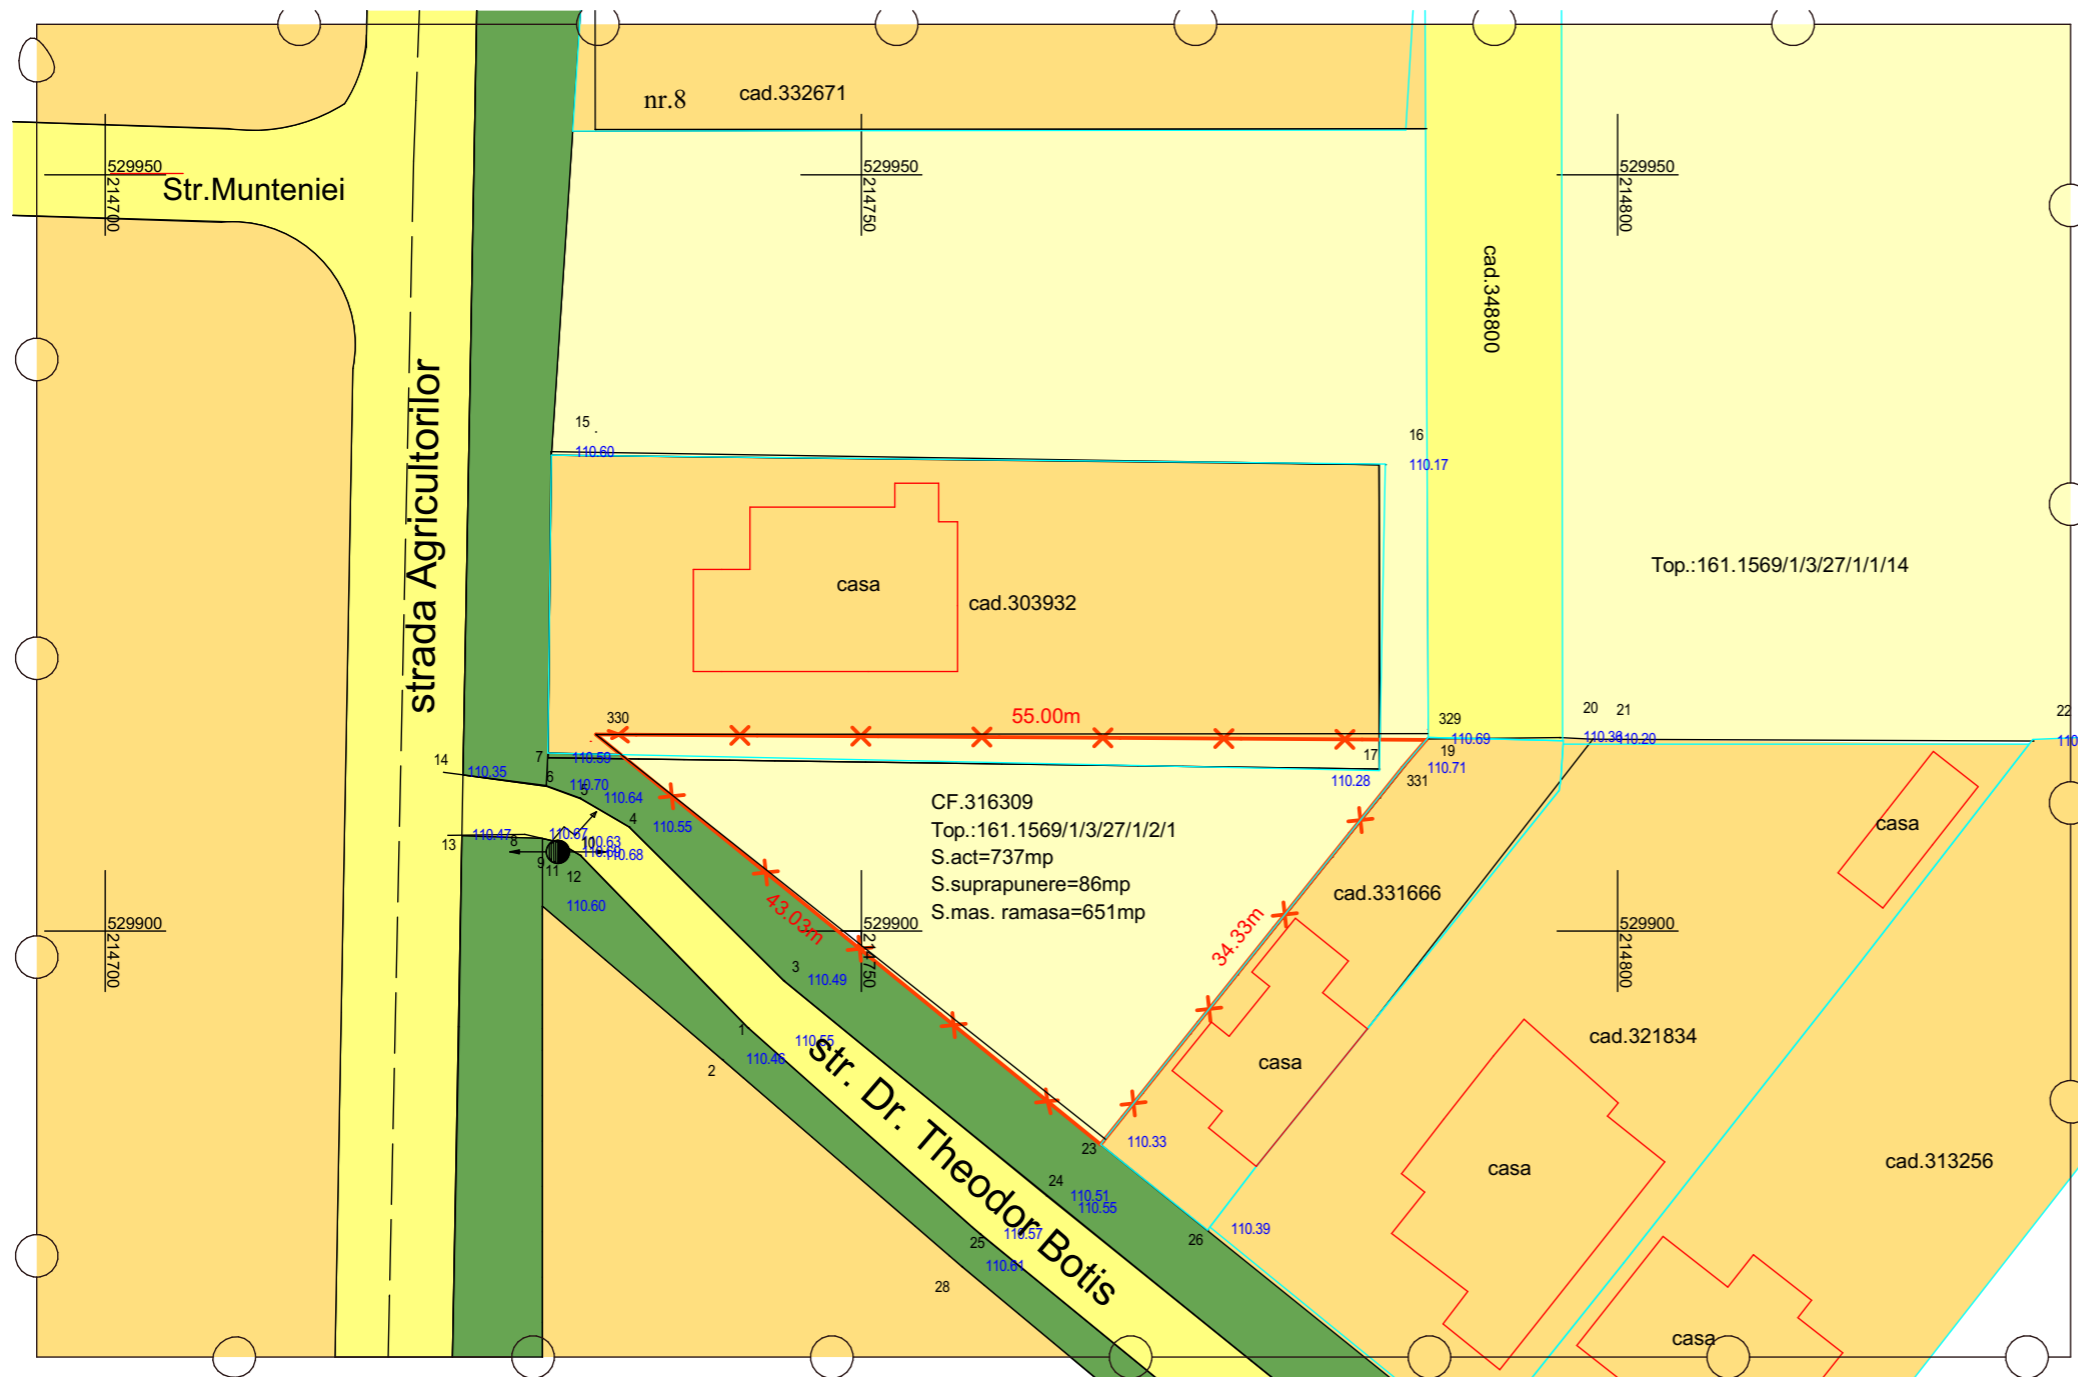 nr.8
cad.332671
529950
214700
529950
214750
529950
214800
Str.Munteniei
cad.348800
strada Agricultorilor
15
110.60
16
110.17
casa
cad.303932
Top.:161.1569/1/3/27/1/1/14
330
55.00m
329
110.69
19
110.71
331
20
21
110.36
110.20
22
110
17
110.28
14
110.35
7
110.59
6
110.70
5
110.64
4
110.55
CF.316309
Top.:161.1569/1/3/27/1/2/1
S.act=737mp
S.suprapunere=86mp
S.mas. ramasa=651mp
13
110.47
8
110.67
10
110.63
110.68
9
11
12
110.60
casa
cad.331666
43.03m
34.33m
529900
214700
529900
214750
529900
214800
3
110.49
1
110.46
110.55
2
str. Dr. Theodor Botis
cad.321834
casa
23
110.33
24
110.51
110.55
casa
cad.313256
25
110.57
110.61
26
110.39
28
casa